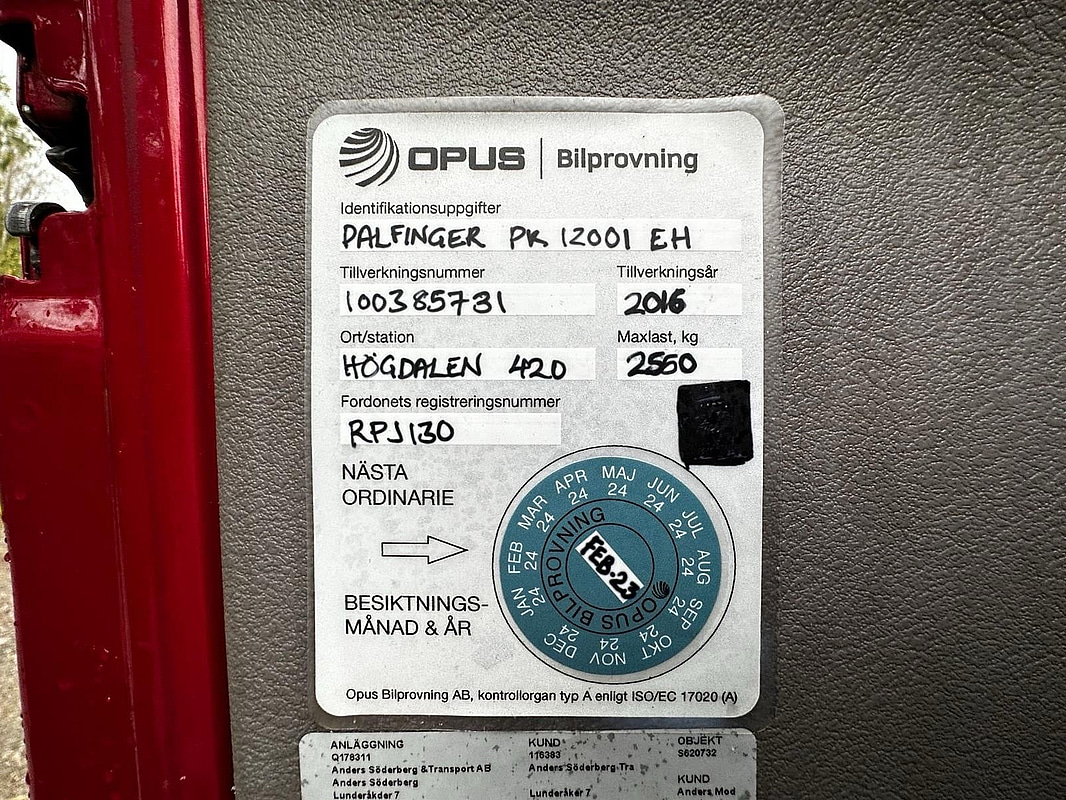 OPUS | Bilprovning
Identifikationsuppgifter
PALFINGER PK 12001 EH
Tillverkningsnummer Tillverkningsår
100385731 2016
Ort/station Maxlast, kg
HÖGDALEN 420 2550
Fordonets registreringsnummer
RPJ130
NÄSTA
ORDINARIE
BESIKTNINGS-
MÅNAD & ÅR
JAN 24
FEB 24
MAR 24
APR 24
MAJ 24
JUN 24
JUL 24
AUG 24
SEP 24
OKT 24
NOV 24
DEC 24
OPUS BILPROVNING
FEB-23
Opus Bilprovning AB, kontrollorgan typ A enligt ISO/EC 17020 (A)
ANLÄGGNING KUND OBJEKT
Q178311 116383 S620732
Anders Söderberg &Transport AB Anders Söderberg Tra
Anders Söderberg KUND
Lunderåkder 7 Lunderåker 7 Anders Mod